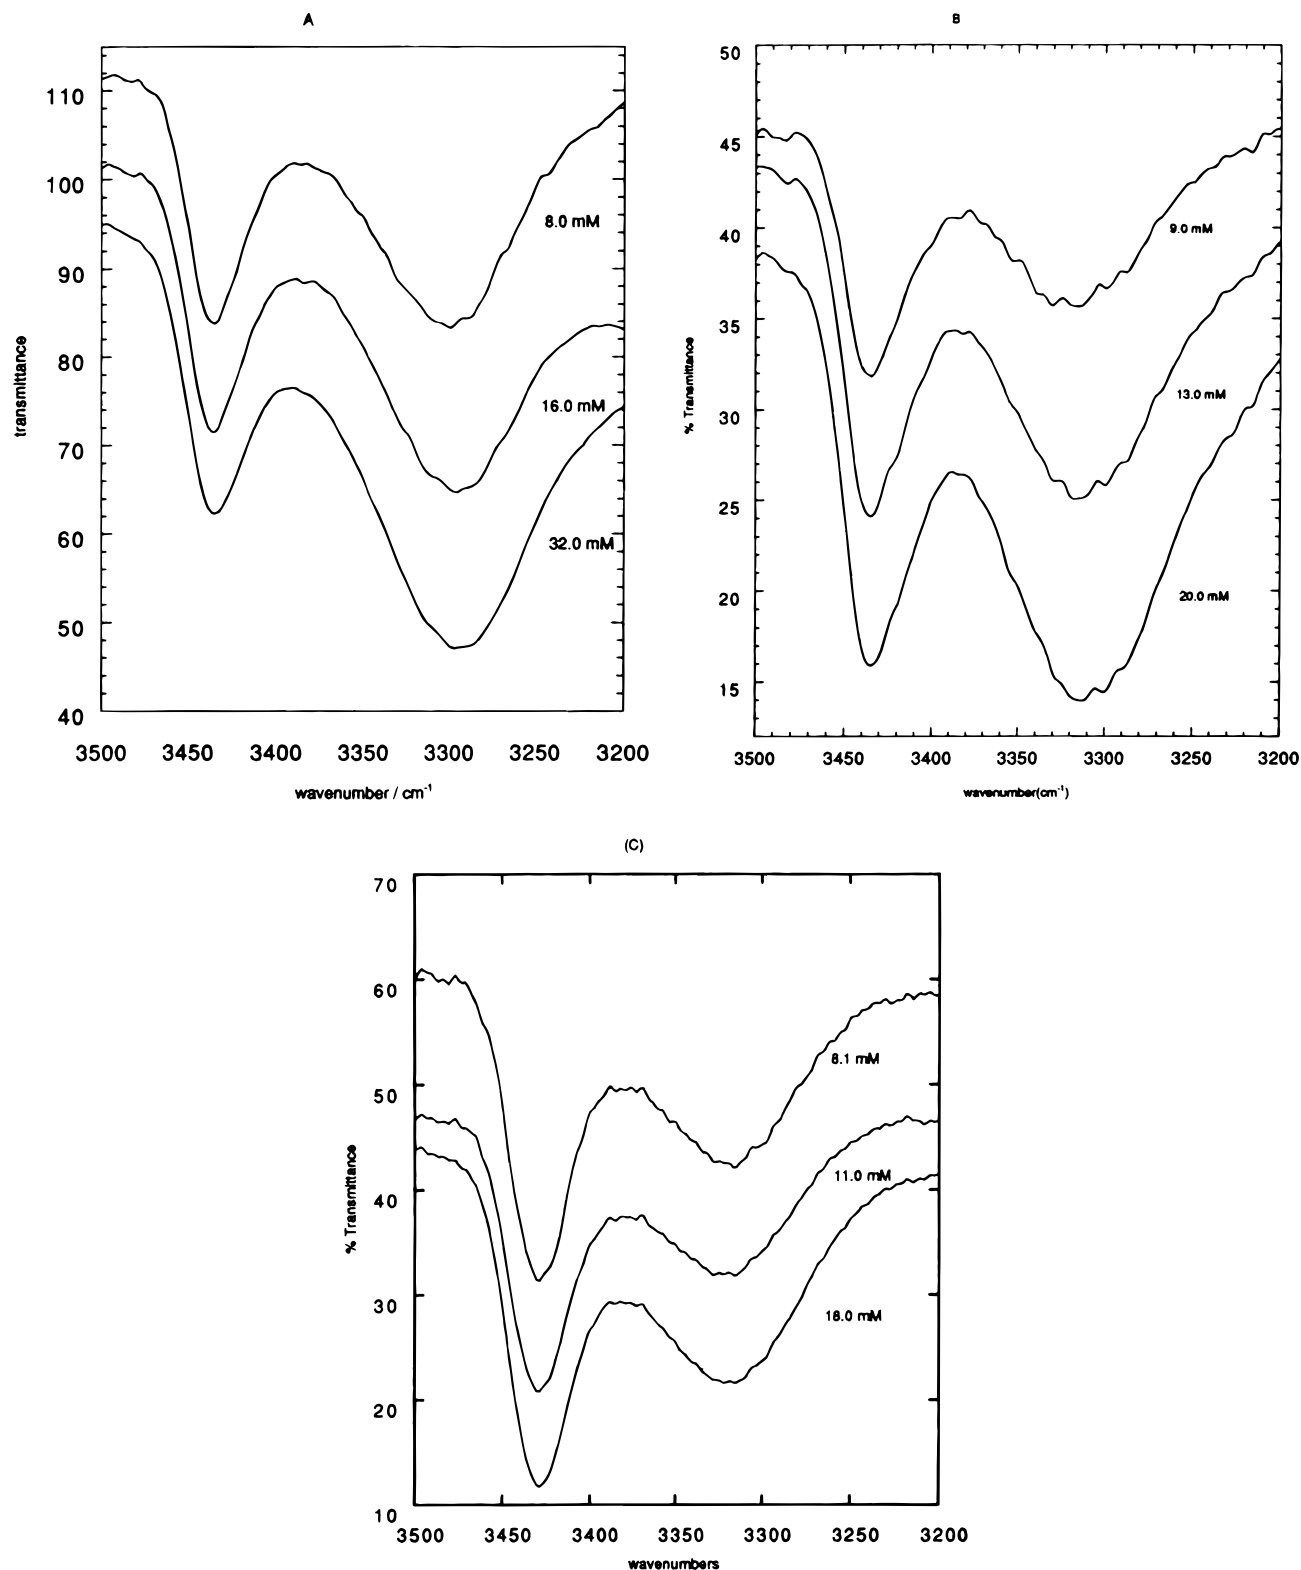 A
110
100
90
80
70
60
50
40
transmittance
8.0 mM
16.0 mM
32.0 mM
3500 3450 3400 3350 3300 3250 3200
wavenumber / cm-1
B
50
45
40
35
30
25
20
15
% Transmittance
9.0 mM
13.0 mM
20.0 mM
3500 3450 3400 3350 3300 3250 3200
wavenumber(cm-1)
(C)
70
60
50
40
30
20
10
% Transmittance
8.1 mM
11.0 mM
18.0 mM
3500 3450 3400 3350 3300 3250 3200
wavenumbers